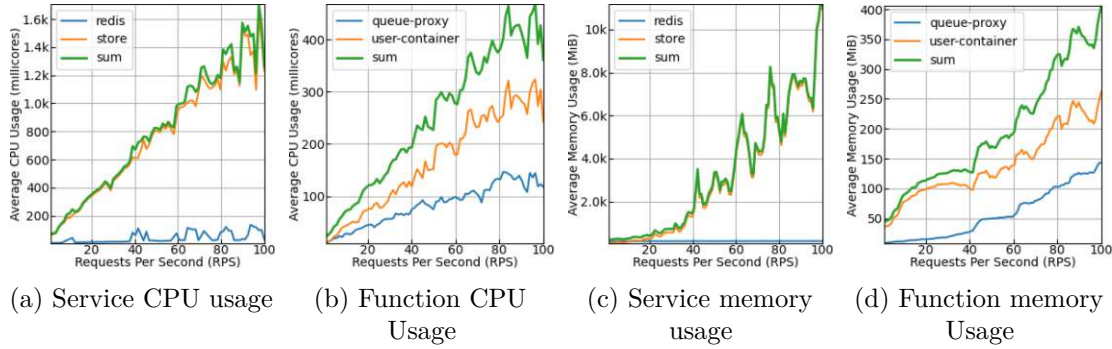 1.6k
1.4k
1.2k
1.0k
800
600
400
200
20
40
60
80
100
Average CPU Usage (millicores)
Requests Per Second (RPS)
redis
store
sum
400
300
200
100
20
40
60
80
100
Average CPU Usage (millicores)
Requests Per Second (RPS)
queue-proxy
user-container
sum
10.0k
8.0k
6.0k
4.0k
2.0k
20
40
60
80
100
Average Memory Usage (MiB)
Requests Per Second (RPS)
redis
store
sum
400
350
300
250
200
150
100
50
20
40
60
80
100
Average Memory Usage (MiB)
Requests Per Second (RPS)
queue-proxy
user-container
sum
(a) Service CPU usage
(b) Function CPU
Usage
(c) Service memory
usage
(d) Function memory
Usage